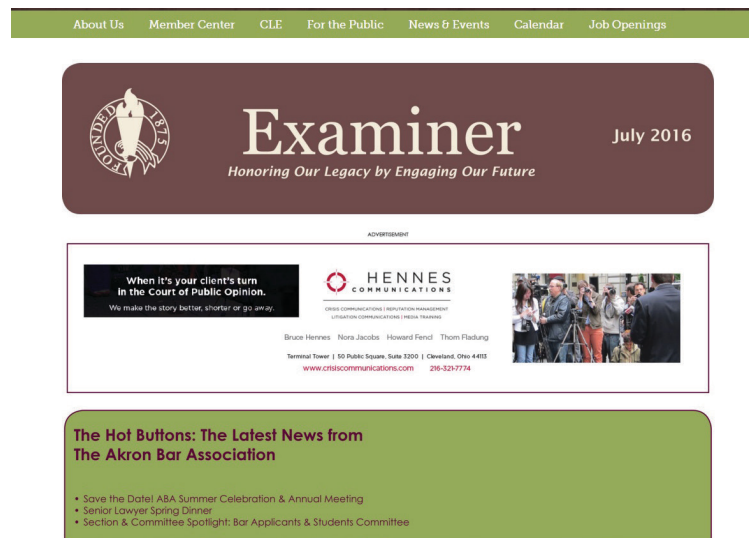 About Us Member Center CLE For the Public News & Events Calendar Job Openings
FOUNDED 1875
Examiner
July 2016
Honoring Our Legacy by Engaging Our Future
ADVERTISEMENT
When it's your client's turn
in the Court of Public Opinion.
We make the story better, shorter or go away.
HENNES
COMMUNICATIONS
CRISIS COMMUNICATIONS | REPUTATION MANAGEMENT
LITIGATION COMMUNICATIONS | MEDIA TRAINING
Bruce Hennes Nora Jacobs Howard Fencl Thom Fladung
Terminal Tower | 50 Public Square, Suite 3200 | Cleveland, Ohio 44113
www.crisiscommunications.com 216-321-7774
The Hot Buttons: The Latest News from
The Akron Bar Association
• Save the Date! ABA Summer Celebration & Annual Meeting
• Senior Lawyer Spring Dinner
• Section & Committee Spotlight: Bar Applicants & Students Committee